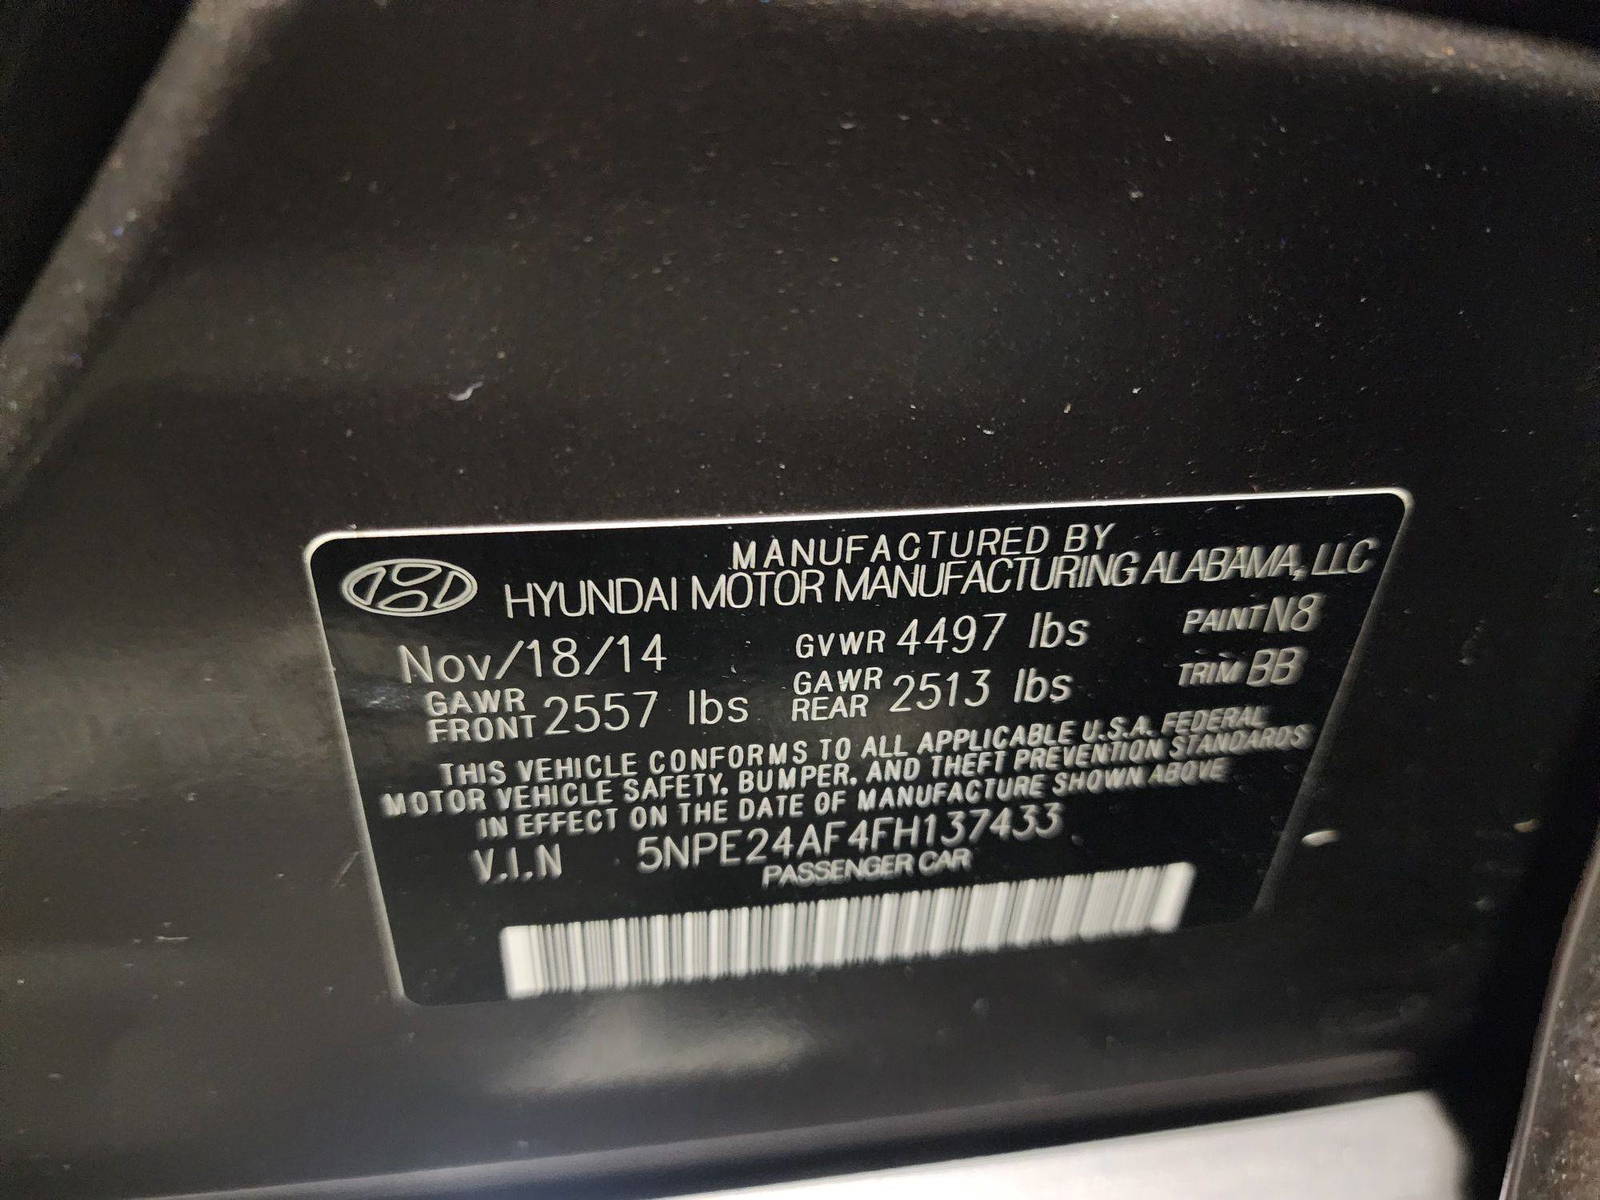 MANUFACTURED BY
HYUNDAI MOTOR MANUFACTURING ALABAMA, LLC
Nov/18/14 GVWR 4497 lbs PAINT N8
GAWR FRONT 2557 lbs GAWR REAR 2513 lbs TRIM BB
THIS VEHICLE CONFORMS TO ALL APPLICABLE U.S.A. FEDERAL
MOTOR VEHICLE SAFETY, BUMPER, AND THEFT PREVENTION STANDARDS
IN EFFECT ON THE DATE OF MANUFACTURE SHOWN ABOVE
V.I.N 5NPE24AF4FH137433
PASSENGER CAR